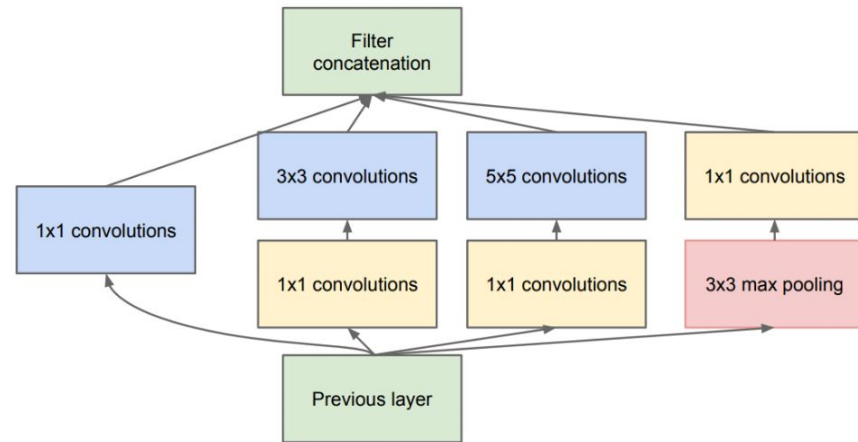 Filter
concatenation
3x3 convolutions
5x5 convolutions
1x1 convolutions
1x1 convolutions
1x1 convolutions
1x1 convolutions
3x3 max pooling
Previous layer